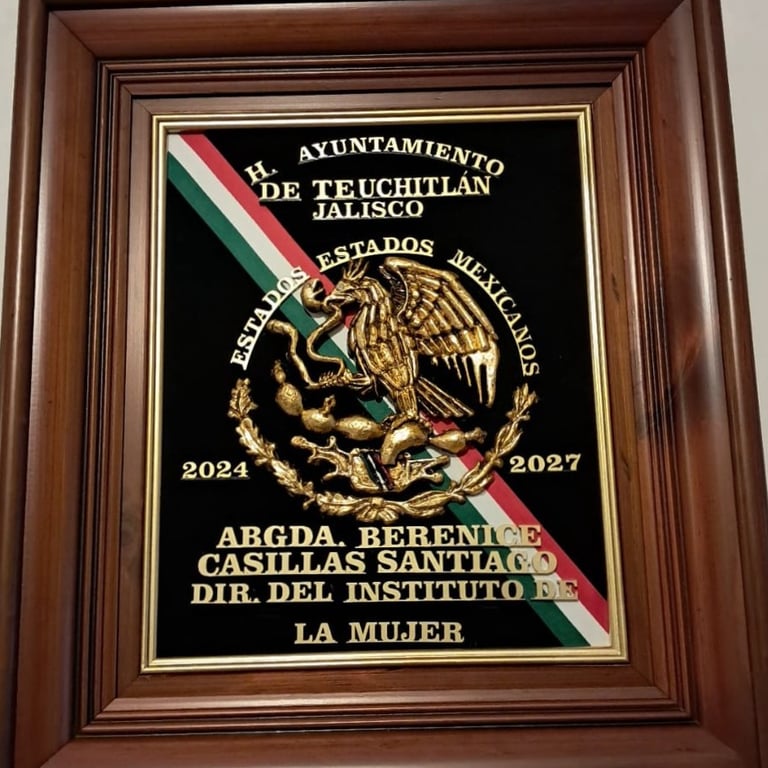 H. AYUNTAMIENTO
DE TEUCHITLÁN
JALISCO
ESTADOS ESTADOS MEXICANOS
2024
2027
ABGDA. BERENICE
CASILLAS SANTIAGO
DIR. DEL INSTITUTO DE
LA MUJER